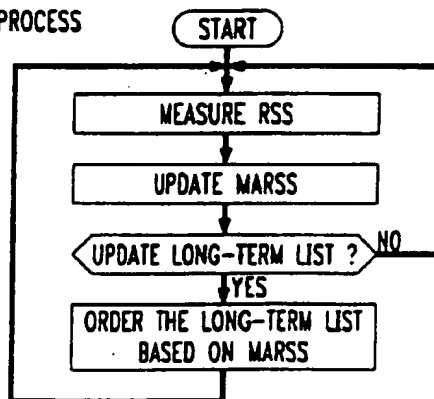 PROCESS
START
MEASURE RSS
UPDATE MARSS
UPDATE LONG-TERM LIST ?
NO
YES
ORDER THE LONG-TERM LIST
BASED ON MARSS